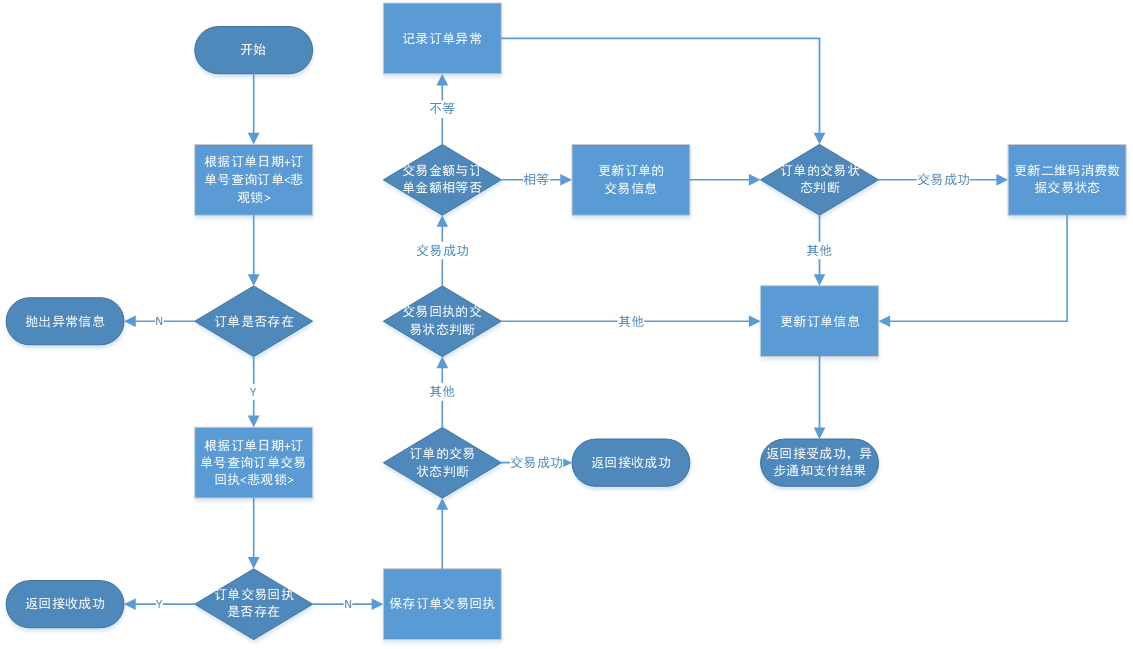 开始
根据订单日期+订
单号查询订单<悲
观锁>
订单是否存在
N
抛出异常信息
Y
根据订单日期+订
单号查询订单交易
回执<悲观锁>
订单交易回执
是否存在
Y
返回接收成功
N
保存订单交易回执
订单的交易
状态判断
交易成功
返回接收成功
其他
交易回执的交
易状态判断
其他
交易成功
交易金额与订
单金额相等否
不等
记录订单异常
相等
更新订单的
交易信息
订单的交易状
态判断
交易成功
更新二维码消费数
据交易状态
其他
更新订单信息
返回接受成功，异
步通知支付结果